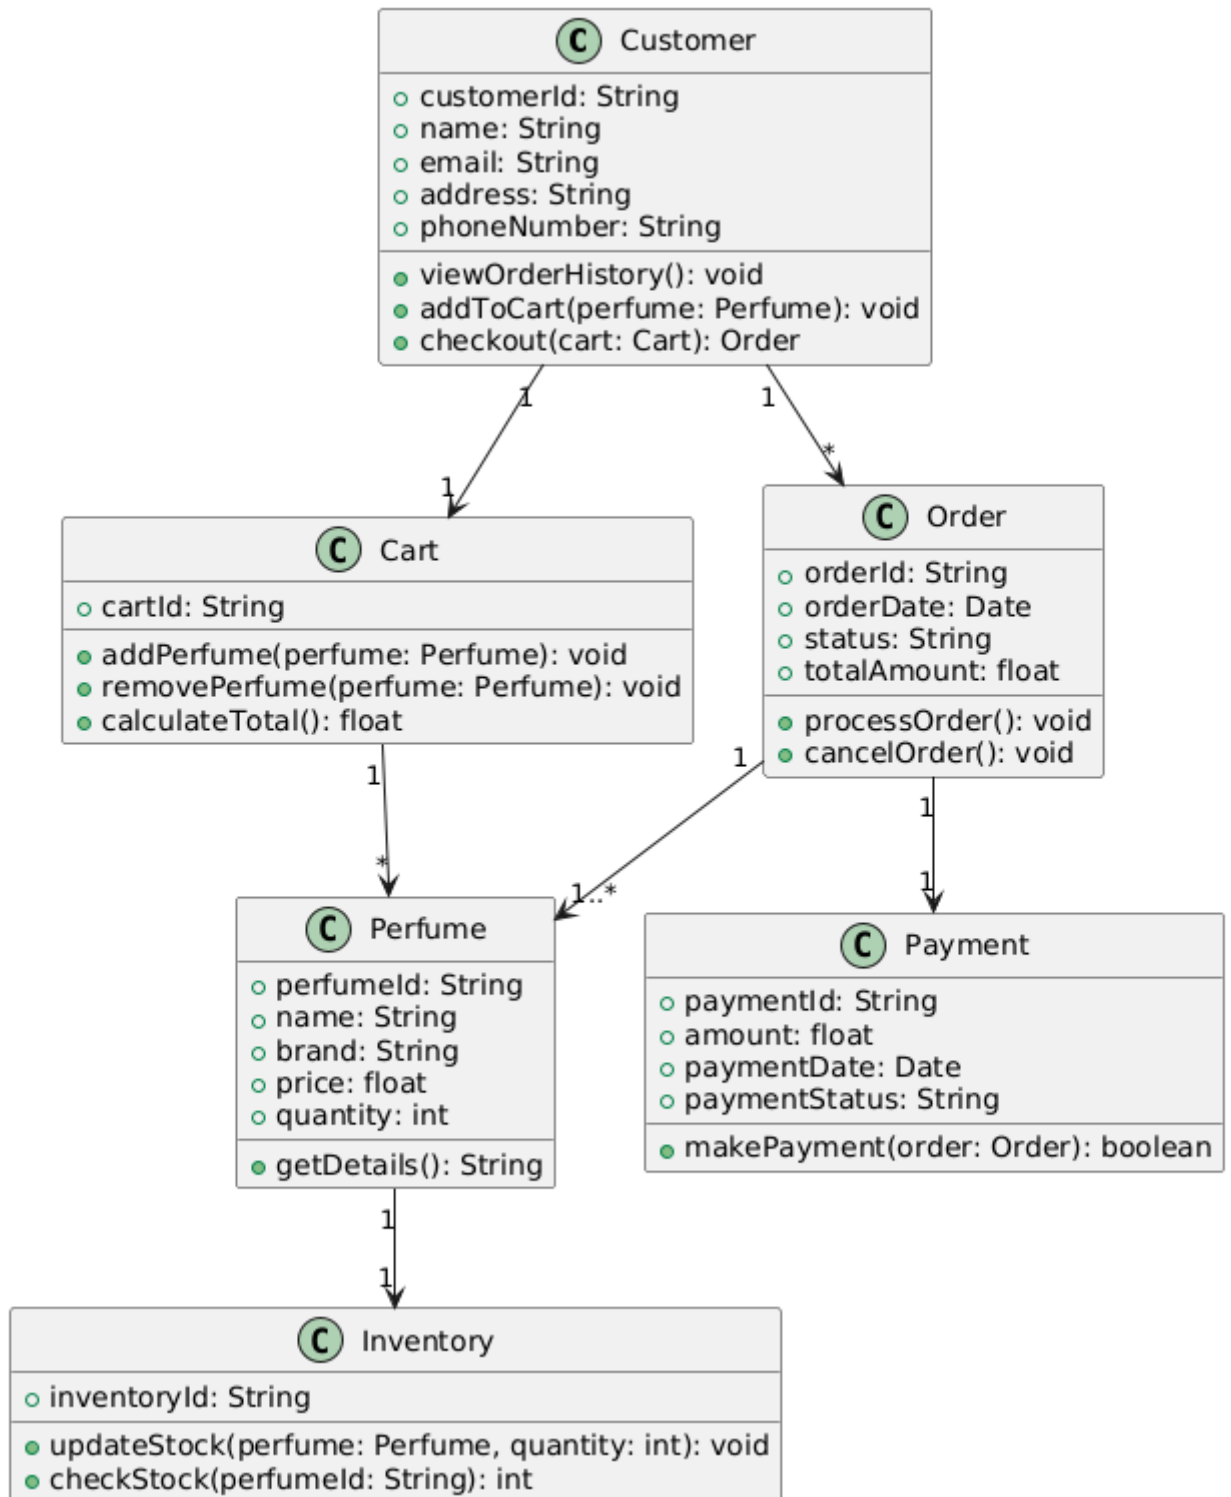 C Customer
customerId: String
name: String
email: String
address: String
phoneNumber: String
viewOrderHistory(): void
addToCart(perfume: Perfume): void
checkout(cart: Cart): Order
1
1
*
1
C Cart
cartId: String
addPerfume(perfume: Perfume): void
removePerfume(perfume: Perfume): void
calculateTotal(): float
C Order
orderId: String
orderDate: Date
status: String
totalAmount: float
processOrder(): void
cancelOrder(): void
1
1
1
*
1..*
1
C Perfume
perfumeId: String
name: String
brand: String
price: float
quantity: int
getDetails(): String
C Payment
paymentId: String
amount: float
paymentDate: Date
paymentStatus: String
makePayment(order: Order): boolean
1
1
C Inventory
inventoryId: String
updateStock(perfume: Perfume, quantity: int): void
checkStock(perfumeId: String): int